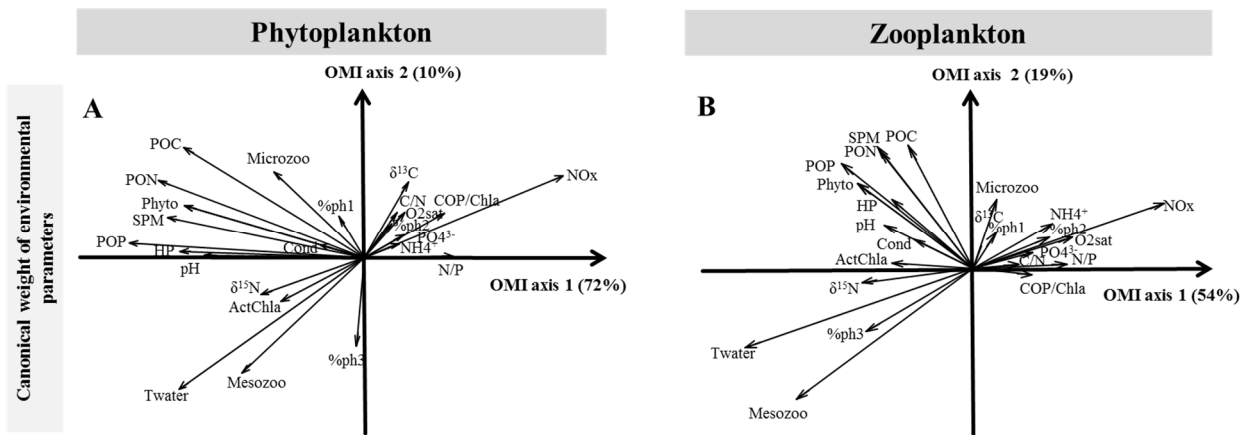 Phytoplankton
Zooplankton
Canonical weight of environmental
parameters
A
OMI axis 2 (10%)
POC
Microzoo
δ¹³C
NOx
PON
Phyto
%ph1
C/N
COP/Chla
SPM
O2sat
%ph2
POP
PO4³⁻
HP
Cond
NH4⁺
pH
N/P
OMI axis 1 (72%)
δ¹⁵N
ActChla
%ph3
Twater
Mesozoo
B
OMI axis 2 (19%)
SPM
POC
PON
POP
Phyto
Microzoo
HP
δ¹³C
NH4⁺
NOx
pH
%ph1
%ph2
Cond
O2sat
PO4³⁻
ActChla
C/N
N/P
δ¹⁵N
COP/Chla
OMI axis 1 (54%)
%ph3
Twater
Mesozoo